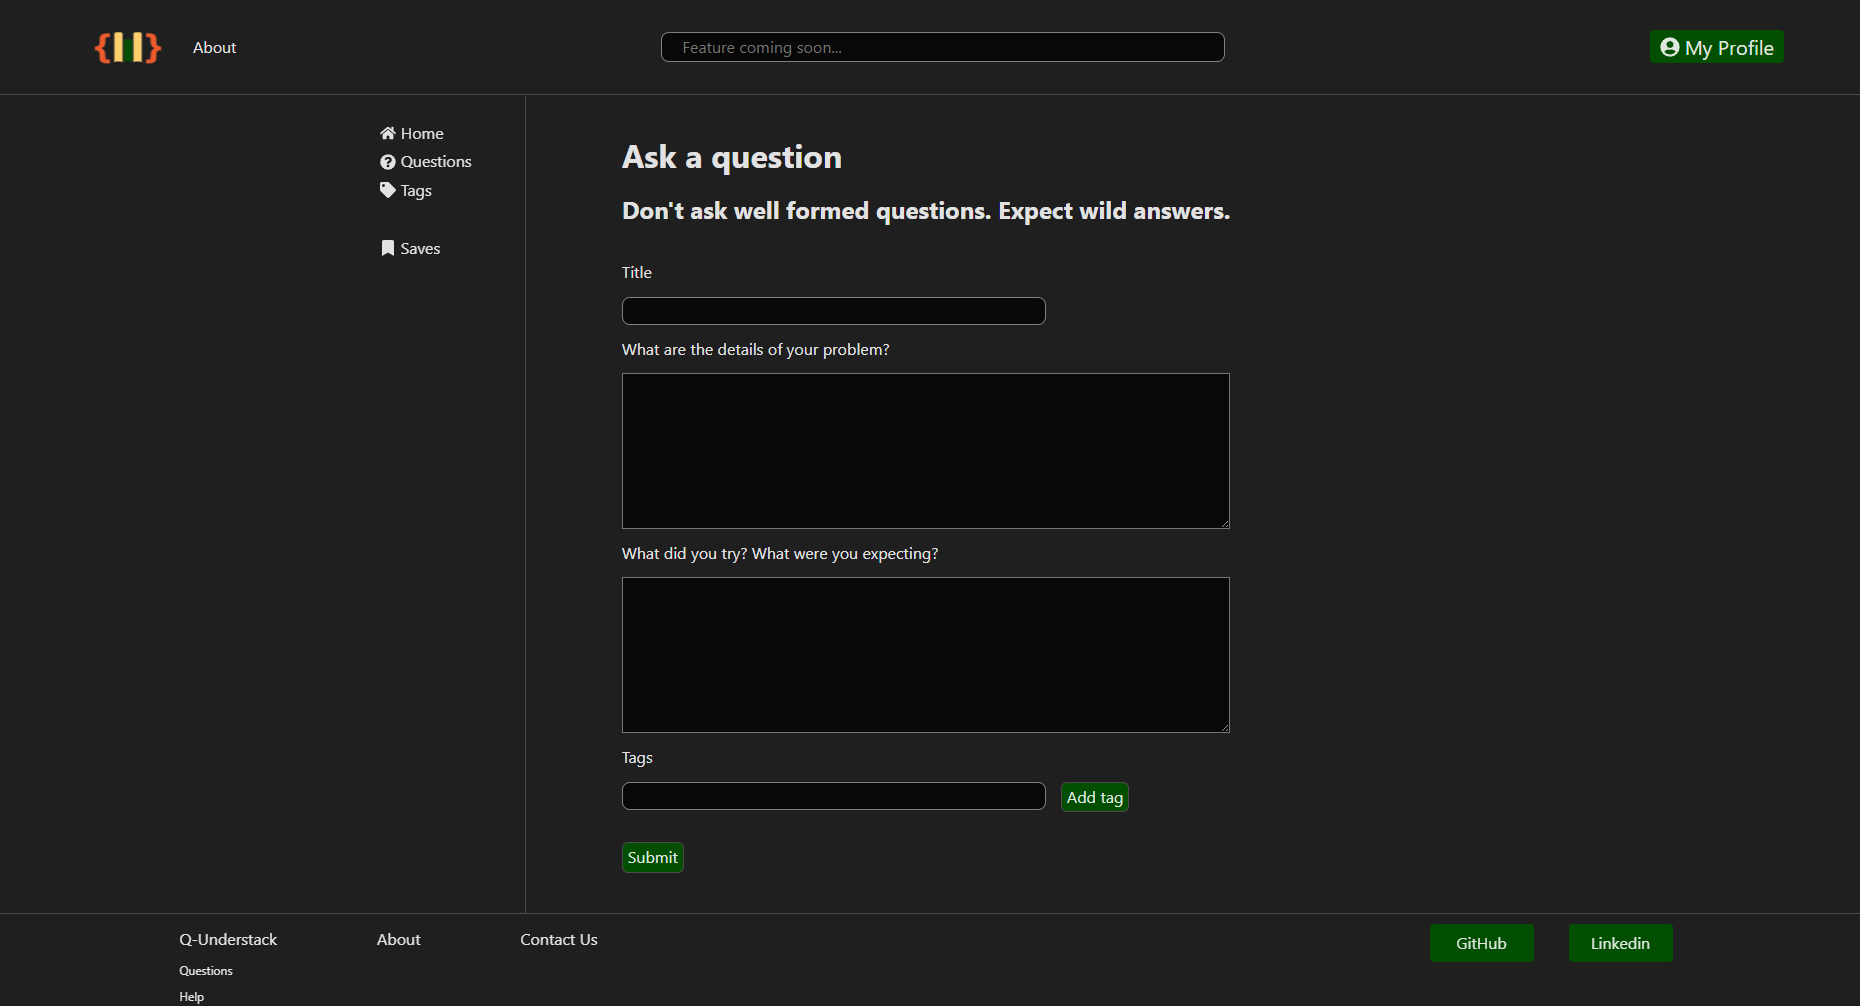 About
Feature coming soon...
My Profile
Home
Questions
Tags
Saves
Ask a question
Don't ask well formed questions. Expect wild answers.
Title
What are the details of your problem?
What did you try? What were you expecting?
Tags
Add tag
Submit
Q-Understack
Questions
Help
About
Contact Us
GitHub
Linkedin